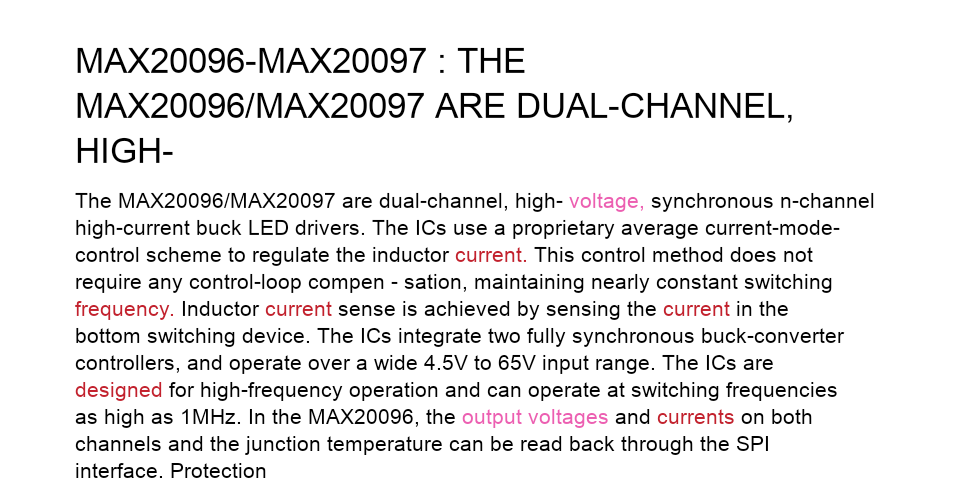 MAX20096-MAX20097 : THE
MAX20096/MAX20097 ARE DUAL-CHANNEL,
HIGH-
The MAX20096/MAX20097 are dual-channel, high- voltage, synchronous n-channel
high-current buck LED drivers. The ICs use a proprietary average current-mode-
control scheme to regulate the inductor current. This control method does not
require any control-loop compen - sation, maintaining nearly constant switching
frequency. Inductor current sense is achieved by sensing the current in the
bottom switching device. The ICs integrate two fully synchronous buck-converter
controllers, and operate over a wide 4.5V to 65V input range. The ICs are
designed for high-frequency operation and can operate at switching frequencies
as high as 1MHz. In the MAX20096, the output voltages and currents on both
channels and the junction temperature can be read back through the SPI
interface. Protection